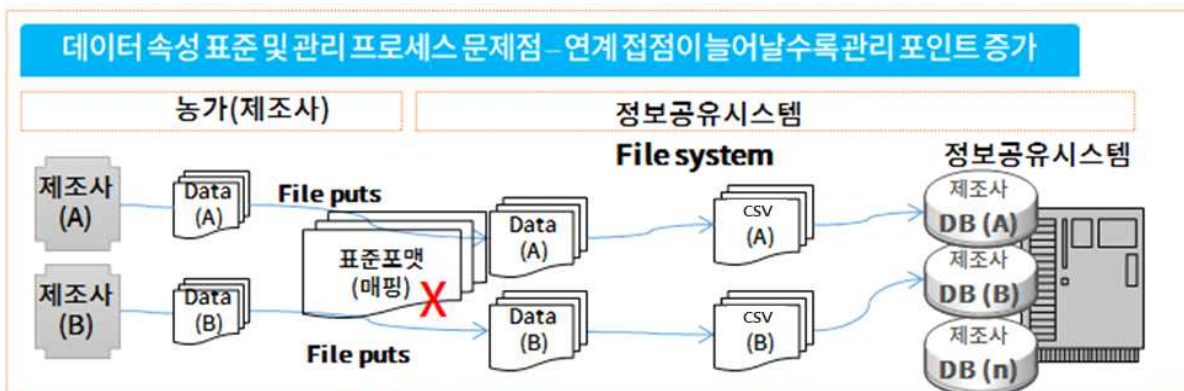 데이터 속성 표준 및 관리 프로세스 문제점 – 연계 접점이 늘어날수록 관리 포인트 증가
농가(제조사)
정보공유시스템
File system
정보공유시스템
제조사
(A)
Data
(A)
File puts
표준포맷
(매핑)
X
Data
(A)
CSV
(A)
제조사
DB (A)
제조사
(B)
Data
(B)
File puts
Data
(B)
CSV
(B)
제조사
DB (B)
제조사
DB (n)